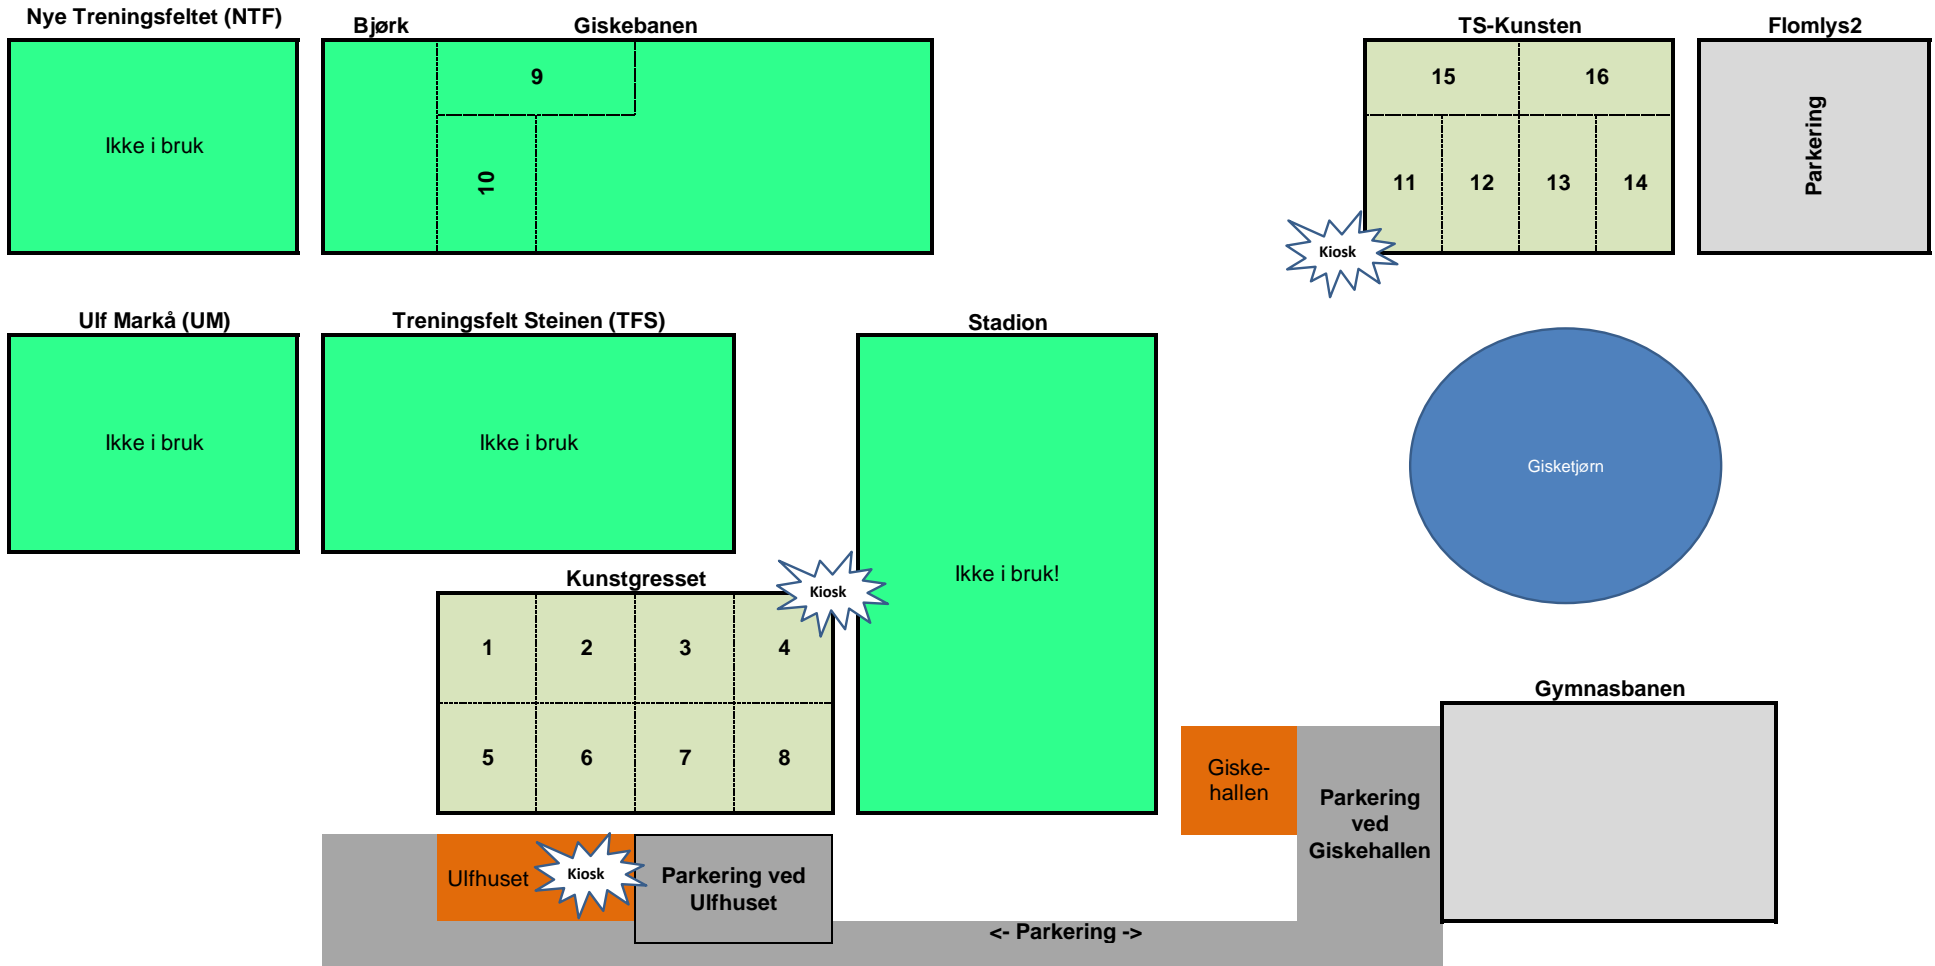 Nye Treningsfeltet (NTF)
Bjørk
Giskebanen
TS-Kunsten
Flomlys2
Ikke i bruk
9
10
15
16
11
12
13
14
Parkering
Kiosk
Ulf Markå (UM)
Treningsfelt Steinen (TFS)
Stadion
Ikke i bruk
Ikke i bruk
Ikke i bruk!
Gisketjørn
Kunstgresset
Kiosk
1
2
3
4
5
6
7
8
Gymnasbanen
Giske-
hallen
Parkering
ved
Giskehallen
Ulfhuset
Kiosk
Parkering ved
Ulfhuset
<- Parkering ->